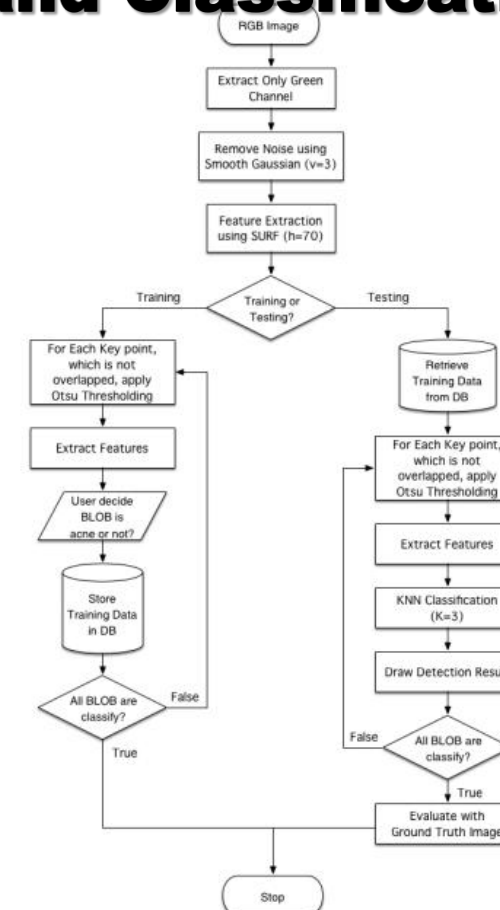 and
RGB Image
Extract Only Green
Channel
Remove Noise using
Smooth Gaussian (v=3)
Feature Extraction
using SURF (h=70)
Training or
Testing?
Training
Testing
For Each Key point,
which is not
overlapped, apply
Otsu Thresholding
Extract Features
User decide
BLOB is
acne or not?
Store
Training Data
in DB
All BLOB are
classify?
False
True
Retrieve
Training Data
from DB
For Each Key point,
which is not
overlapped, apply
Otsu Thresholding
Extract Features
KNN Classification
(K=3)
Draw Detection Resu
All BLOB are
classify?
False
True
Evaluate with
Ground Truth Image
Stop